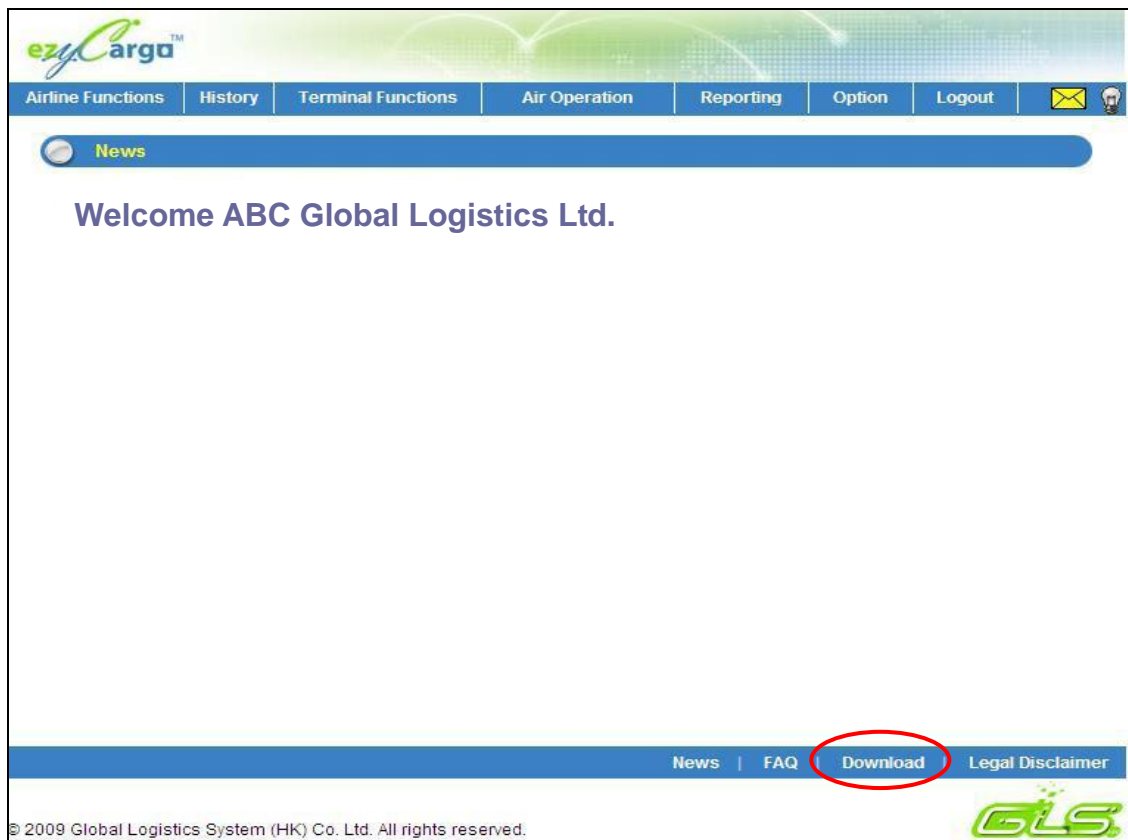 ezyCargo™
Airline Functions History Terminal Functions Air Operation Reporting Option Logout
News
Welcome ABC Global Logistics Ltd.
News | FAQ | Download | Legal Disclaimer
GLS
© 2009 Global Logistics System (HK) Co. Ltd. All rights reserved.